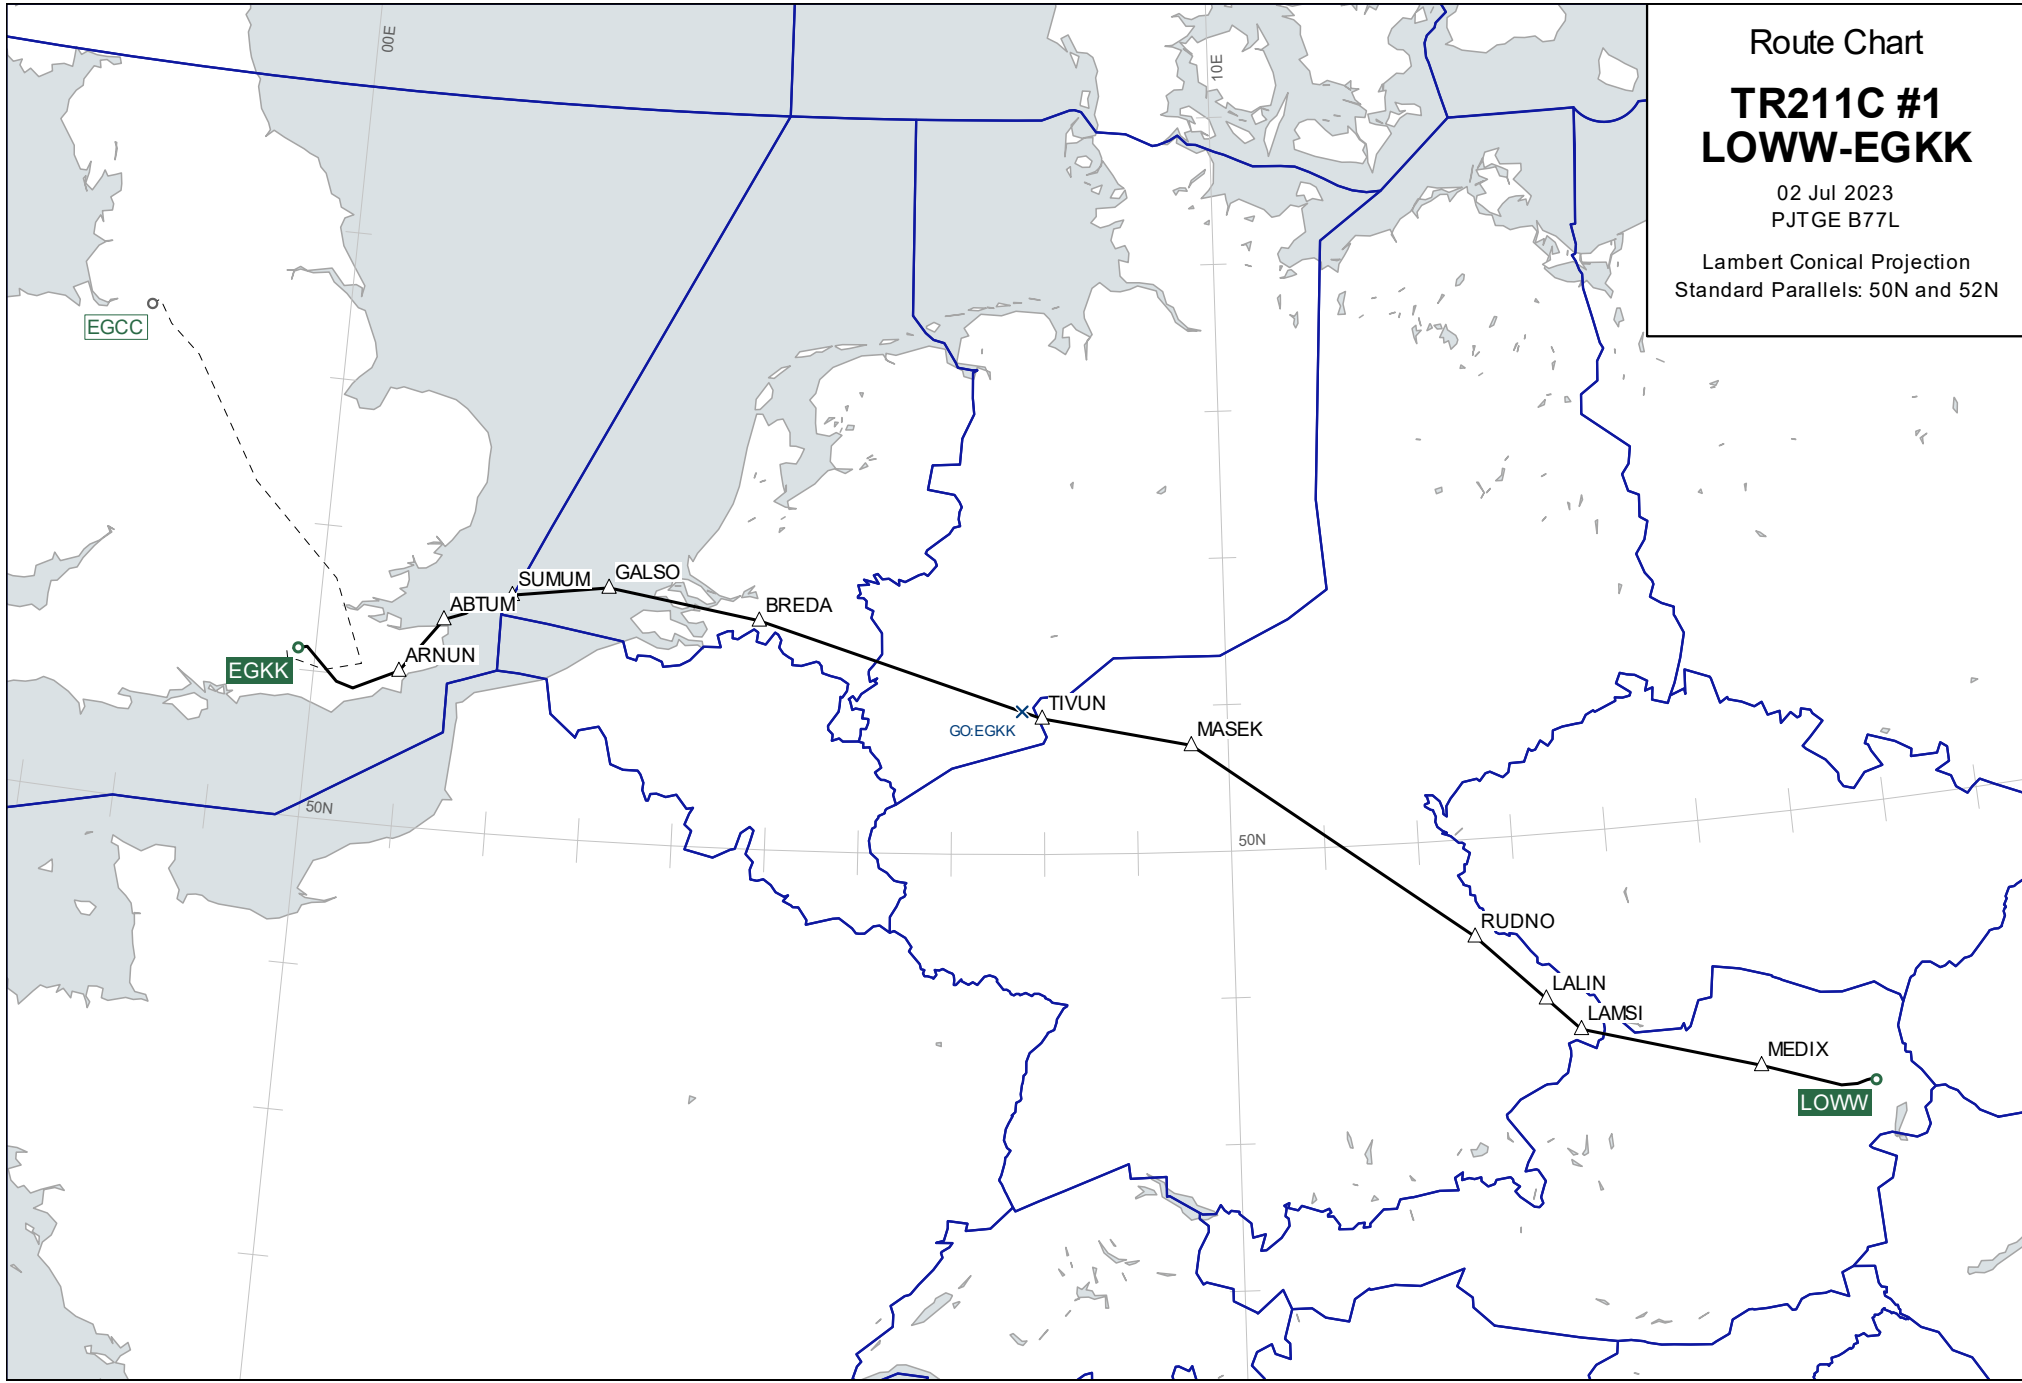 Route Chart
TR211C #1
LOWW-EGKK
02 Jul 2023
PJTGE B77L
Lambert Conical Projection
Standard Parallels: 50N and 52N
00E
10E
EGCC
SUMUM
GALSO
ABTUM
BREDA
ARNUN
EGKK
TIVUN
GO:EGKK
MASEK
50N
50N
RUDNO
LALIN
LAMSI
MEDIX
LOWW